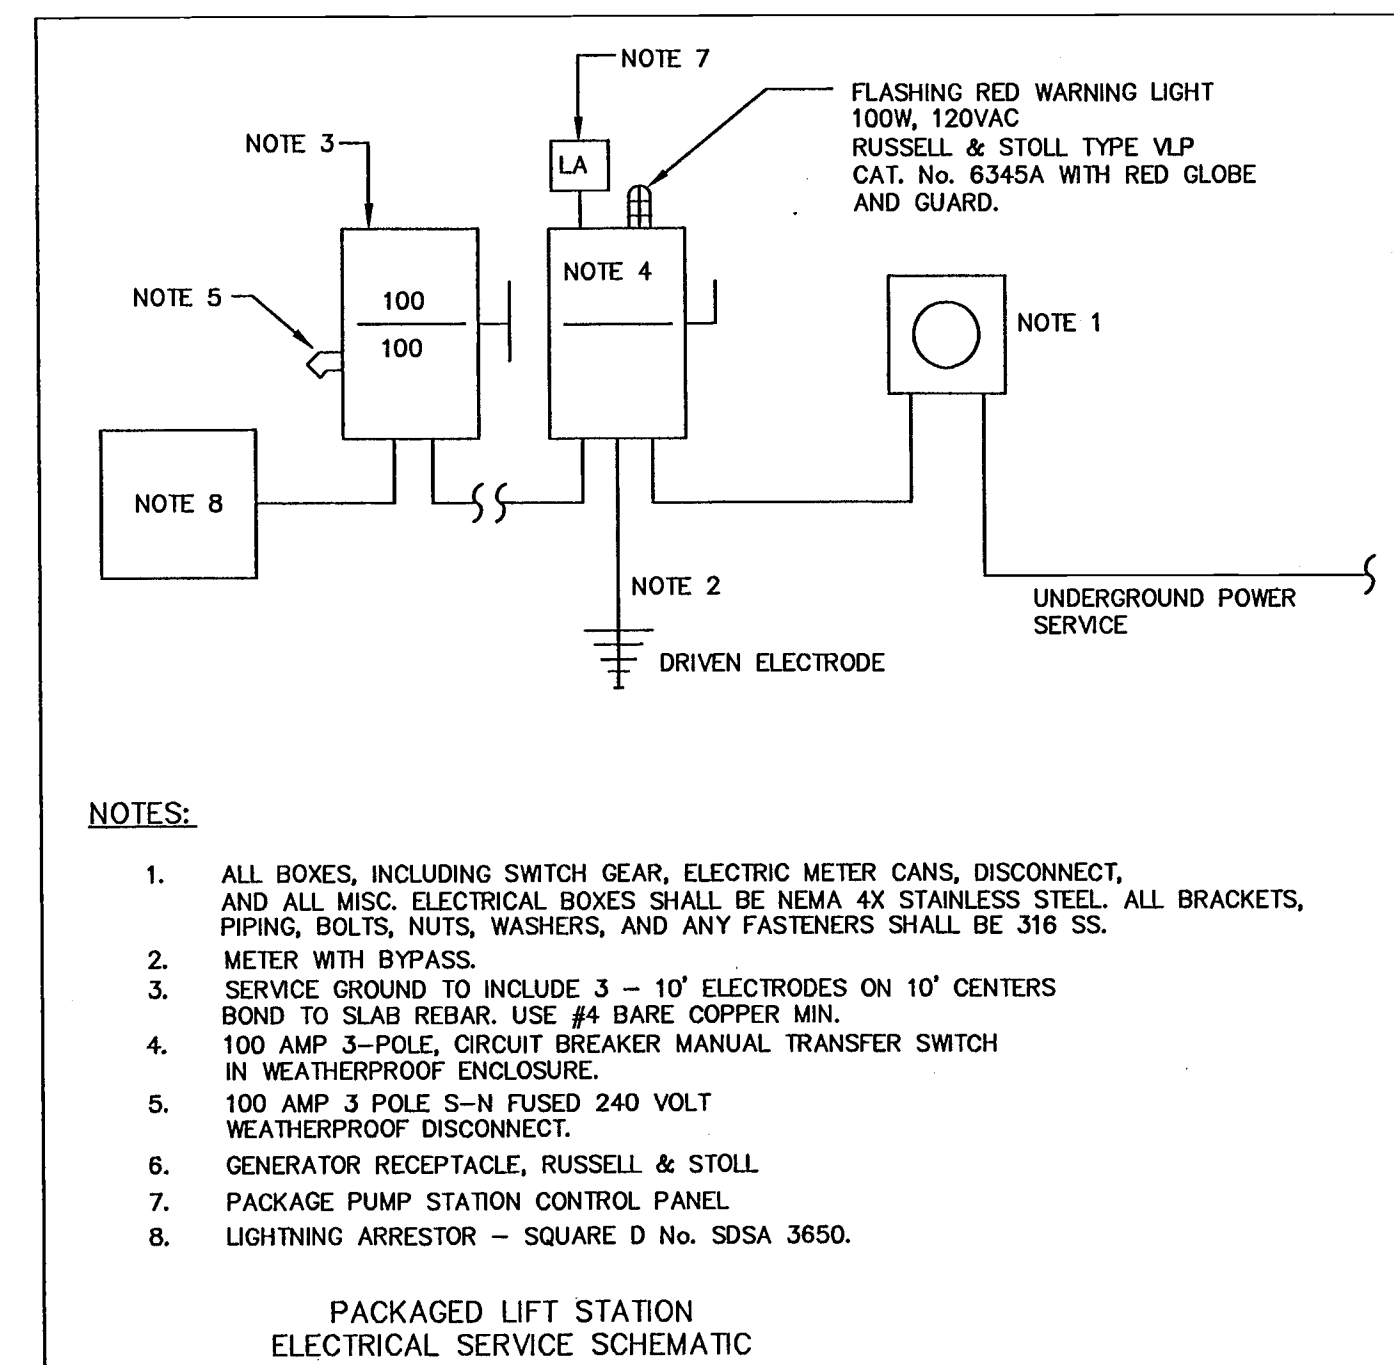 NOTE 7
FLASHING RED WARNING LIGHT
100W, 120VAC
RUSSELL & STOLL TYPE VLP
CAT. No. 6345A WITH RED GLOBE
AND GUARD.
NOTE 3
LA
NOTE 4
NOTE 5
100
100
NOTE 1
NOTE 8
NOTE 2
UNDERGROUND POWER
SERVICE
DRIVEN ELECTRODE
NOTES:
1. ALL BOXES, INCLUDING SWITCH GEAR, ELECTRIC METER CANS, DISCONNECT,
AND ALL MISC. ELECTRICAL BOXES SHALL BE NEMA 4X STAINLESS STEEL. ALL BRACKETS,
PIPING, BOLTS, NUTS, WASHERS, AND ANY FASTENERS SHALL BE 316 SS.
2. METER WITH BYPASS.
3. SERVICE GROUND TO INCLUDE 3 – 10' ELECTRODES ON 10' CENTERS
BOND TO SLAB REBAR. USE #4 BARE COPPER MIN.
4. 100 AMP 3–POLE, CIRCUIT BREAKER MANUAL TRANSFER SWITCH
IN WEATHERPROOF ENCLOSURE.
5. 100 AMP 3 POLE S–N FUSED 240 VOLT
WEATHERPROOF DISCONNECT.
6. GENERATOR RECEPTACLE, RUSSELL & STOLL
7. PACKAGE PUMP STATION CONTROL PANEL
8. LIGHTNING ARRESTOR – SQUARE D No. SDSA 3650.
PACKAGED LIFT STATION
ELECTRICAL SERVICE SCHEMATIC